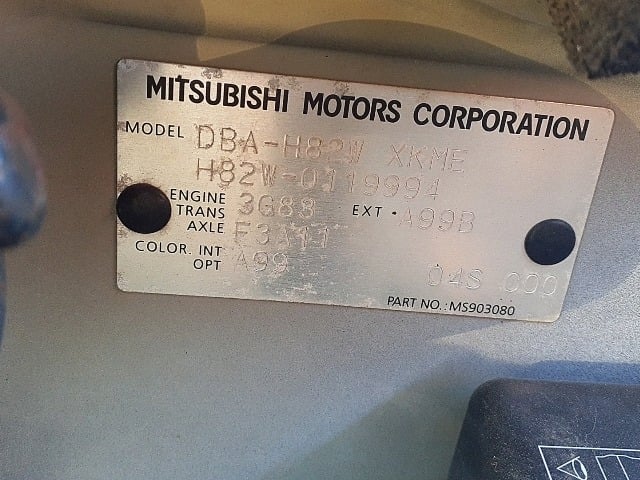 MITSUBISHI MOTORS CORPORATION
MODEL DBA-H82W XKME
H82W-0119994
ENGINE 3G83 EXT A99B
TRANS
AXLE
COLOR. INT A99
OPT 04S 000
PART NO.: MS903080